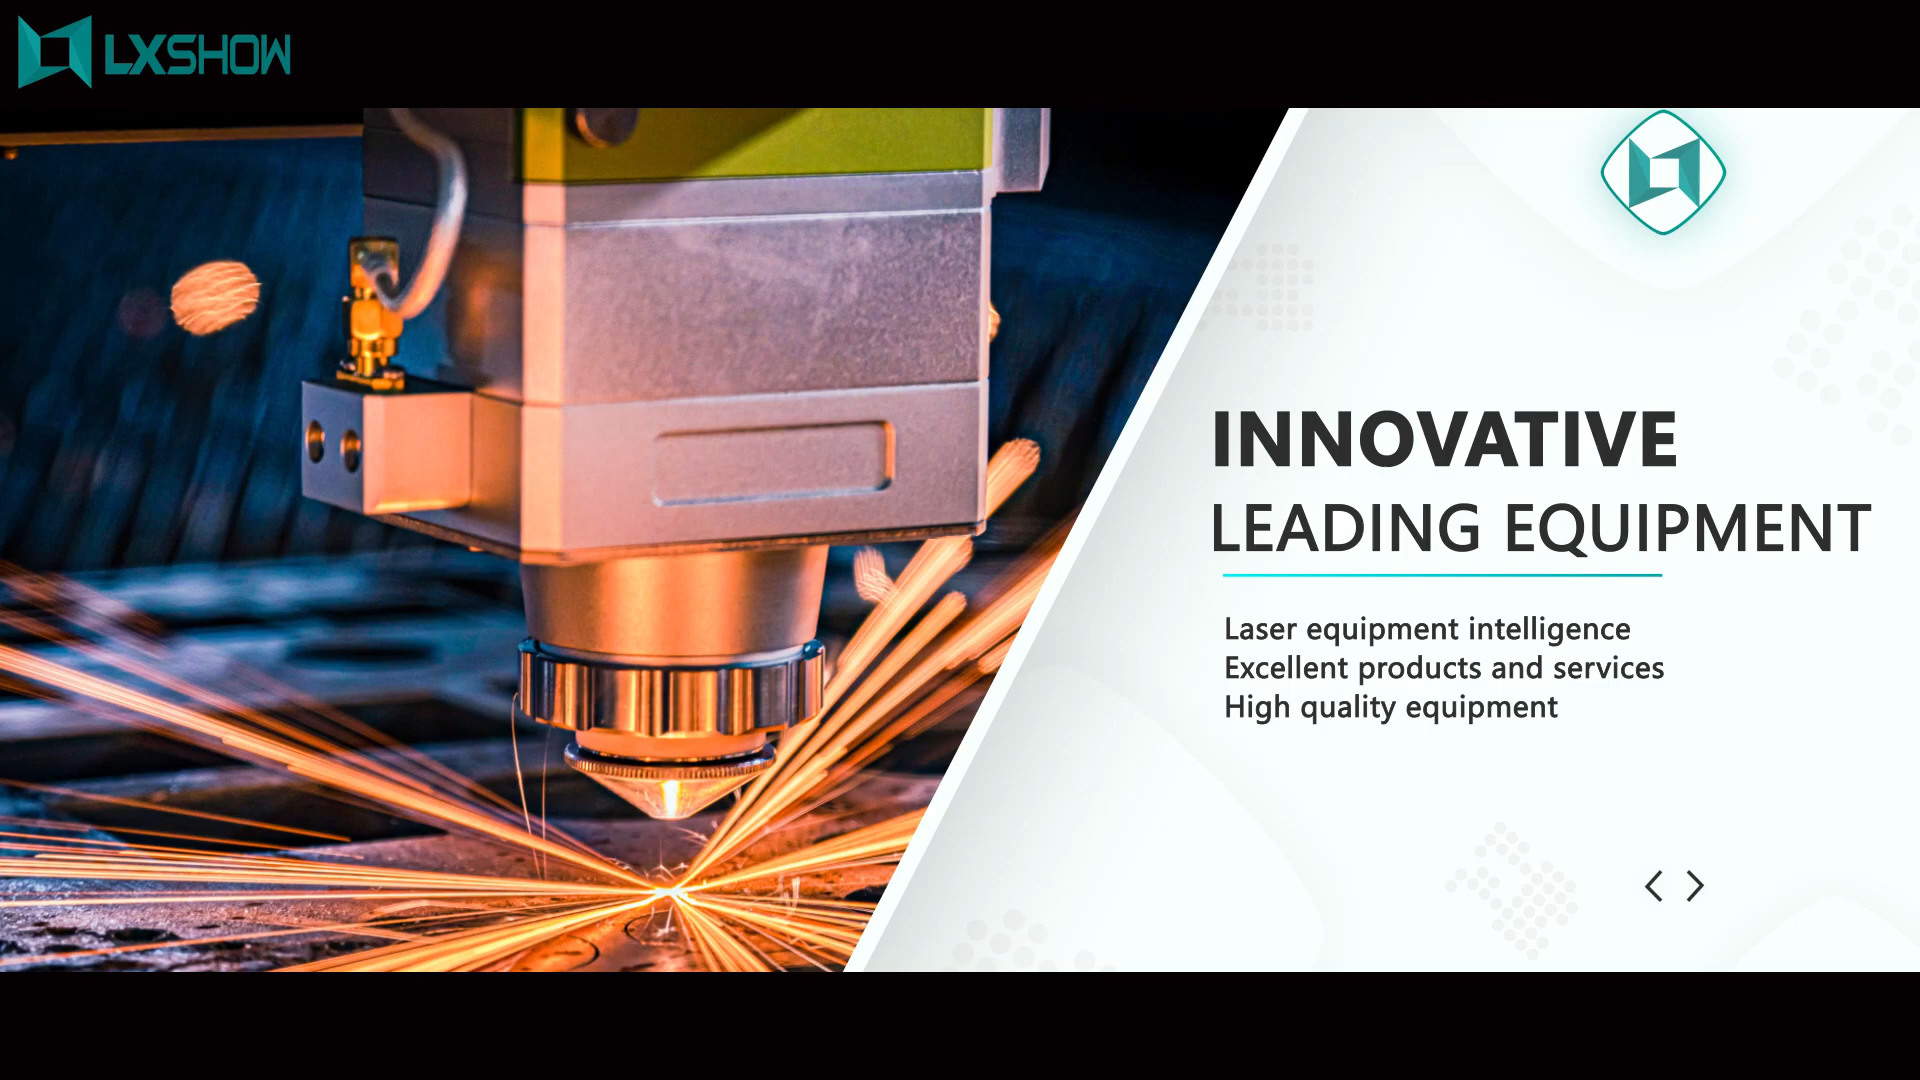 LXSHOW
INNOVATIVE
LEADING EQUIPMENT
Laser equipment intelligence
Excellent products and services
High quality equipment